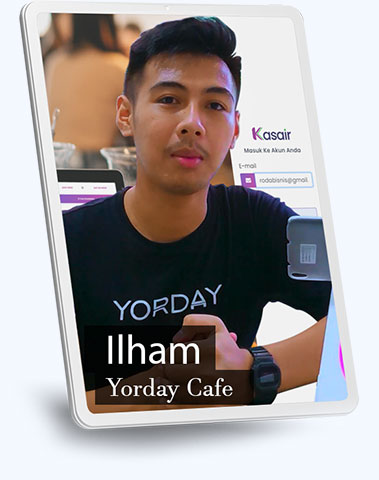 Kasair
Masuk Ke Akun Anda
E-mail
rodabisnis@gmail
YORDAY
Ilham
Yorday Cafe